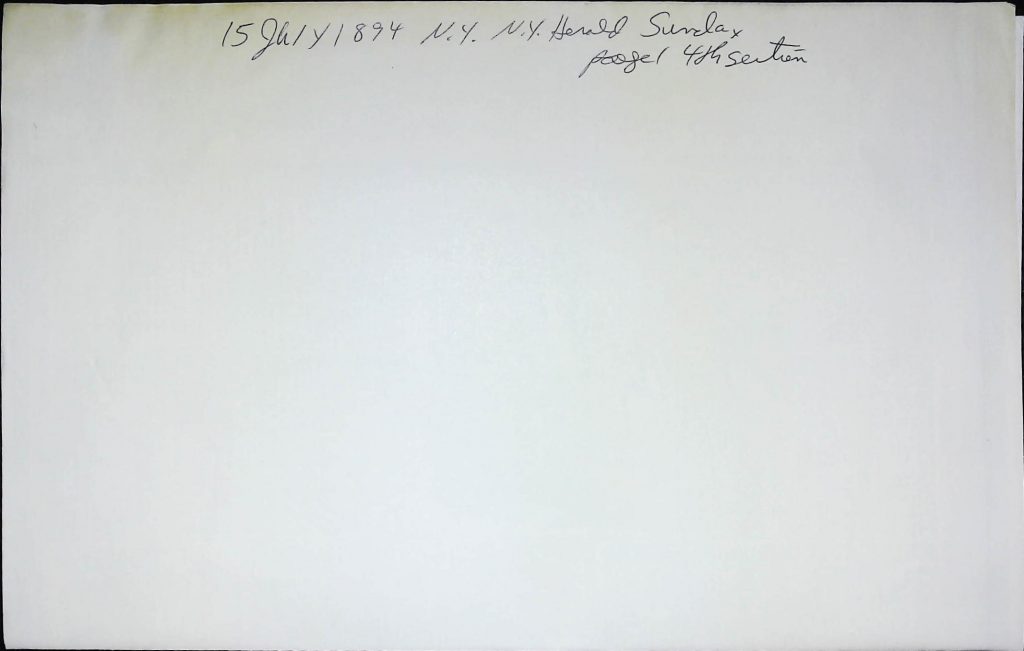 15 July 1894 N.Y. N.Y. Herald Sunday
page 1 4th section